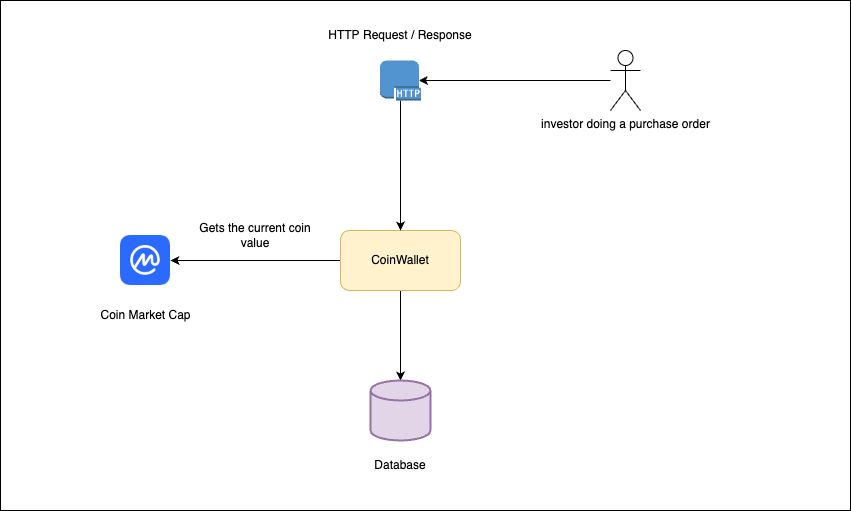 HTTP Request / Response
HTTP
investor doing a purchase order
Gets the current coin
value
CoinWallet
Coin Market Cap
Database